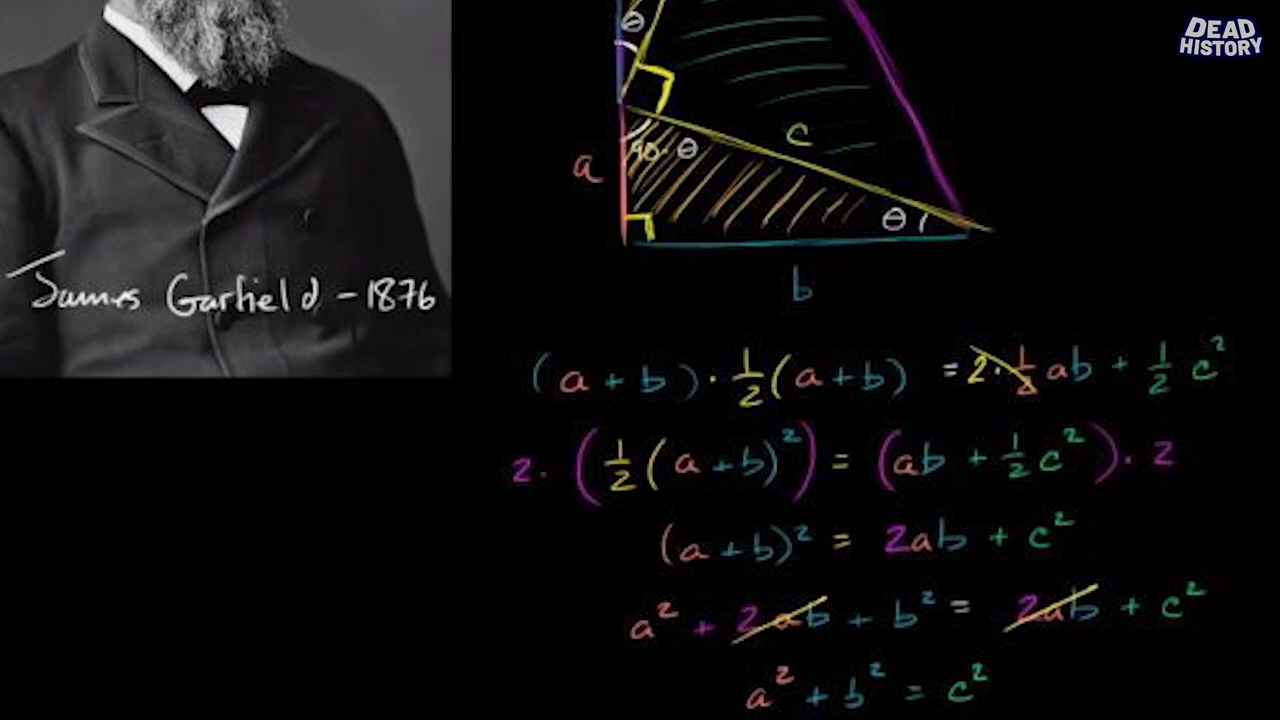 DEAD
HISTORY
θ
c
a
90-θ
θ
b
James Garfield - 1876
(a + b) · 1/2 (a + b) = 2 · 1/2 ab + 1/2 c²
2 · (1/2 (a + b)²) = (ab + 1/2 c²) · 2
(a + b)² = 2ab + c²
a² + 2ab + b² = 2ab + c²
a² + b² = c²